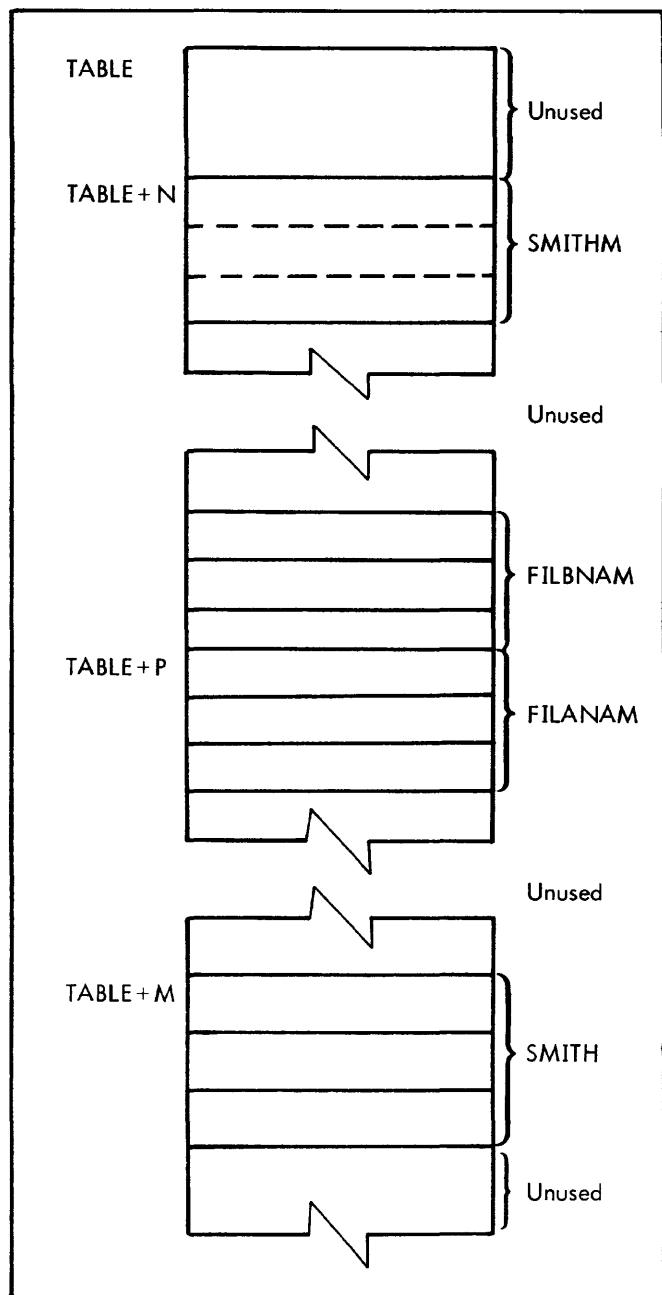 TABLE
Unused
TABLE + N
SMITHM
Unused
FILBNAM
TABLE + P
FILANAM
Unused
TABLE + M
SMITH
Unused